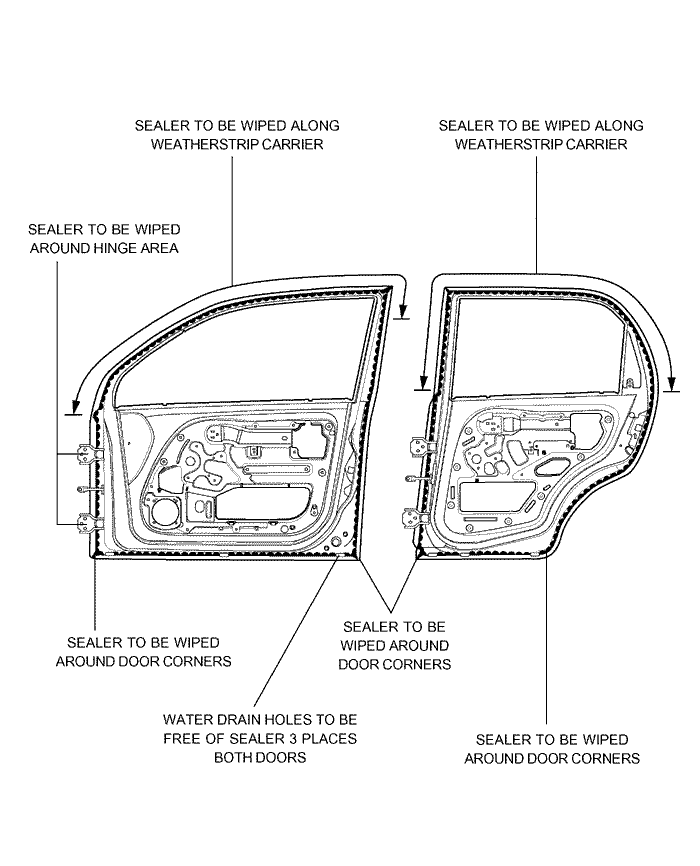 SEALER TO BE WIPED ALONG
WEATHERSTRIP CARRIER
SEALER TO BE WIPED ALONG
WEATHERSTRIP CARRIER
SEALER TO BE WIPED
AROUND HINGE AREA
SEALER TO BE WIPED
AROUND DOOR CORNERS
SEALER TO BE
WIPED AROUND
DOOR CORNERS
WATER DRAIN HOLES TO BE
FREE OF SEALER 3 PLACES
BOTH DOORS
SEALER TO BE WIPED
AROUND DOOR CORNERS